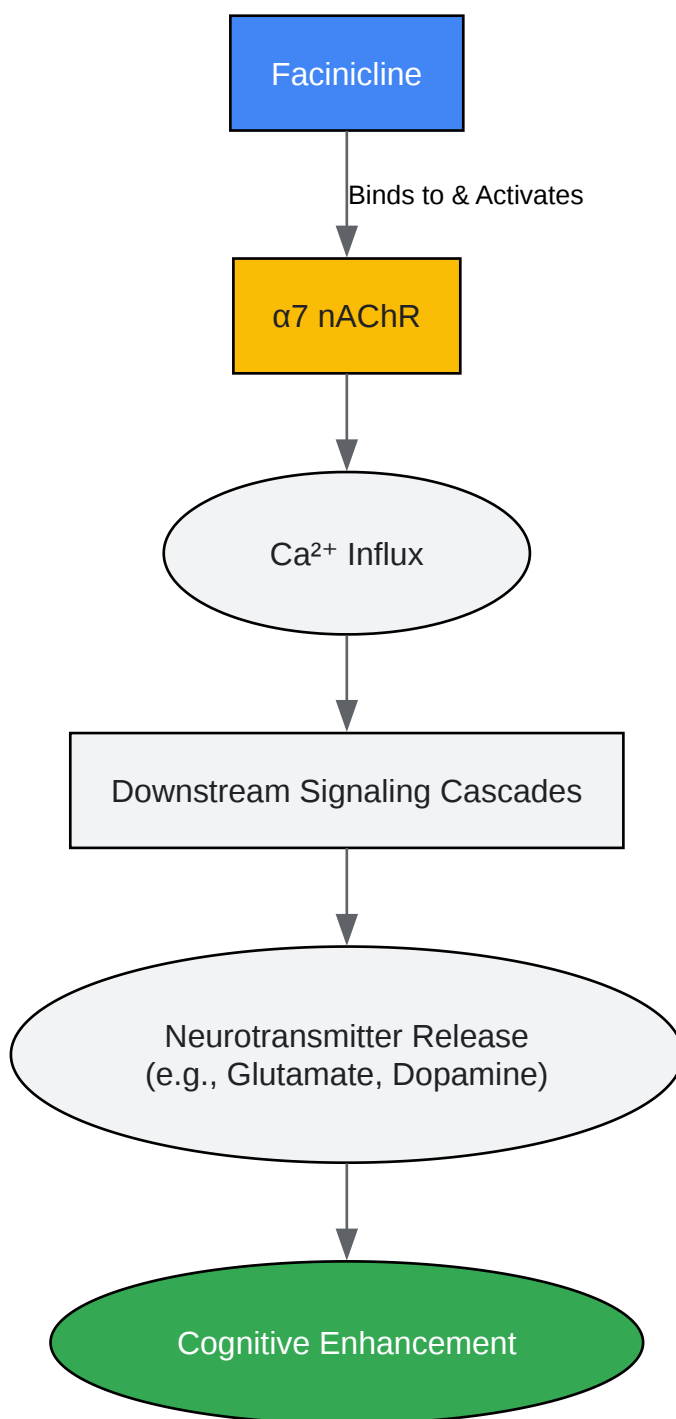 Facinicline
Binds to & Activates
α7 nAChR
Ca²⁺ Influx
Downstream Signaling Cascades
Neurotransmitter Release
(e.g., Glutamate, Dopamine)
Cognitive Enhancement